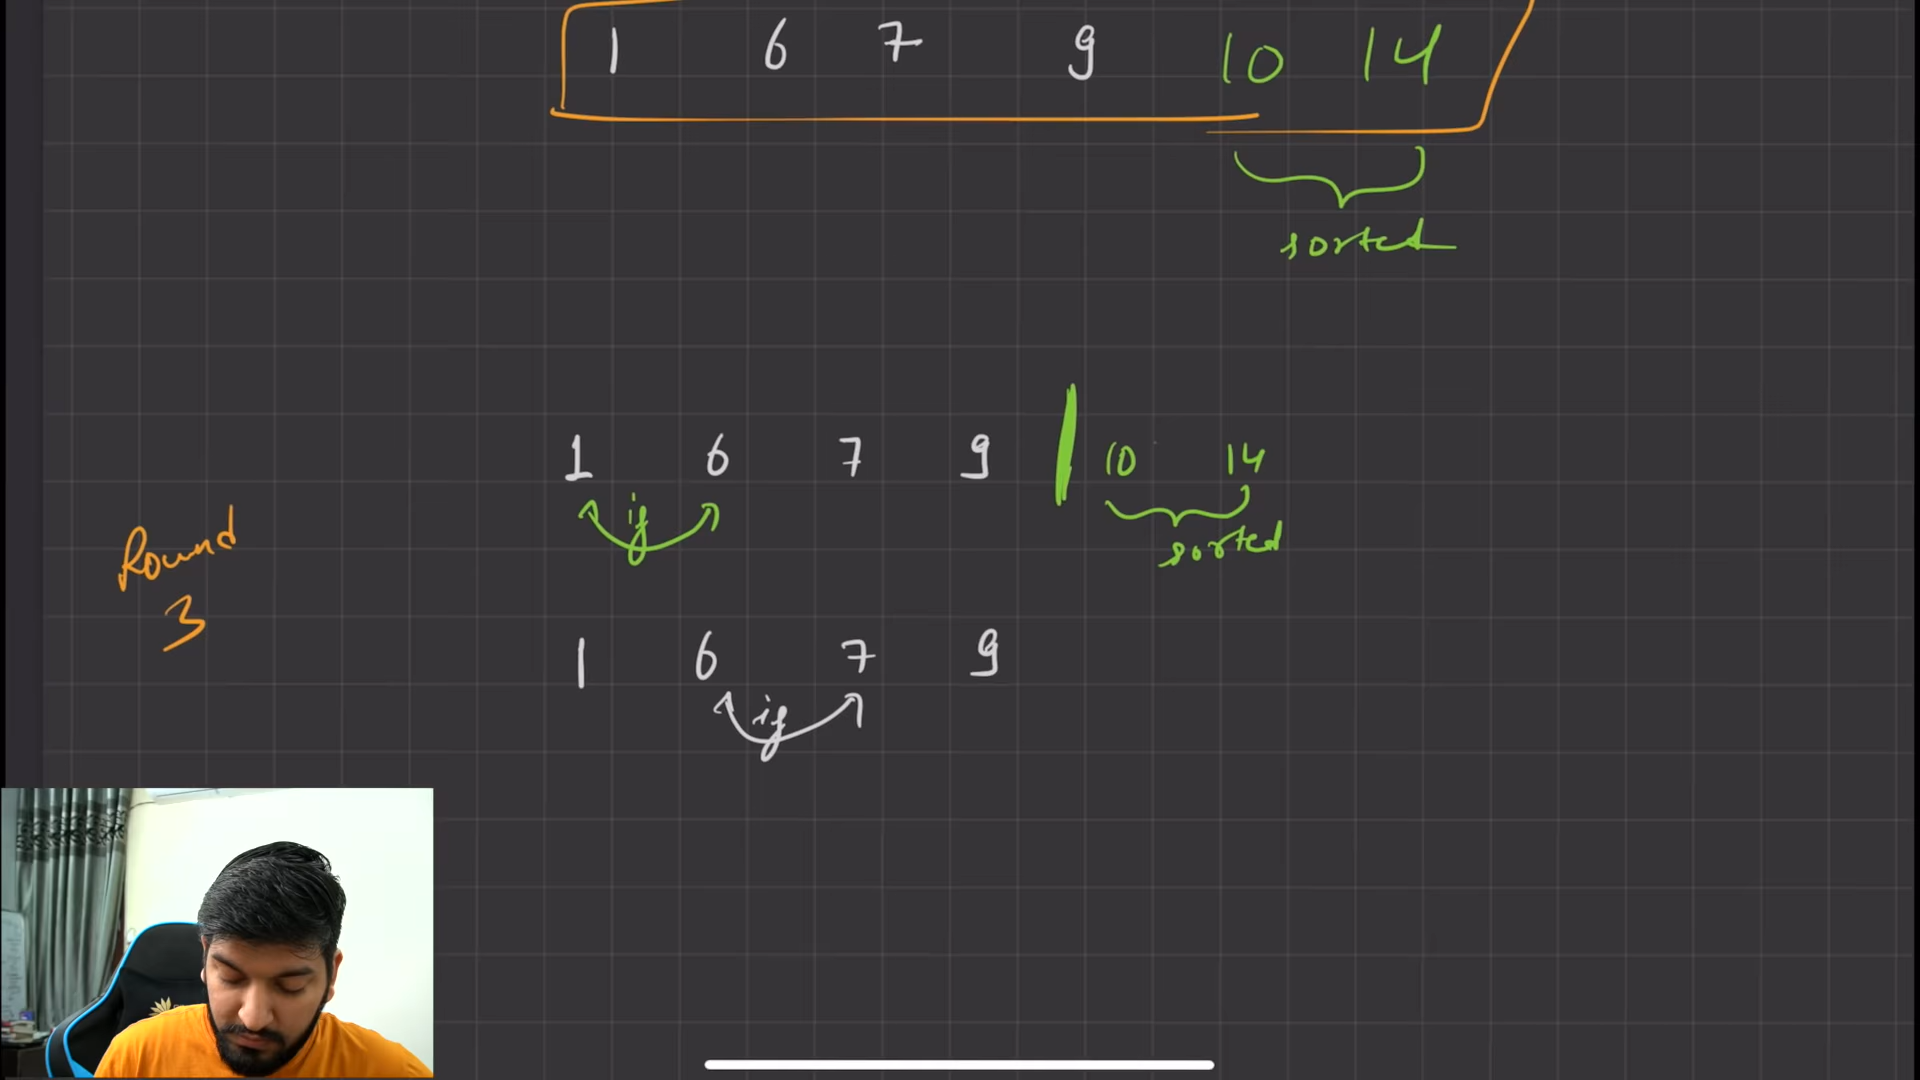 1 6 7 9 10 14
sorted
1 6 7 9 | 10 14
if
sorted
Round
3
1 6 7 9
if